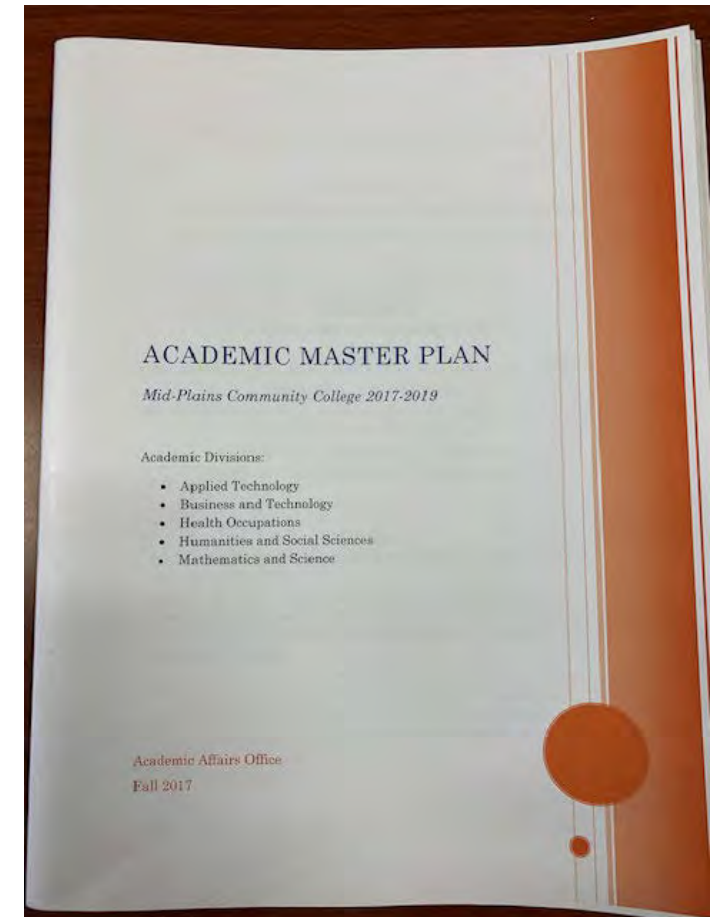 ACADEMIC MASTER PLAN
Mid-Plains Community College 2017-2019
Academic Divisions:
• Applied Technology
• Business and Technology
• Health Occupations
• Humanities and Social Sciences
• Mathematics and Science
Academic Affairs Office
Fall 2017